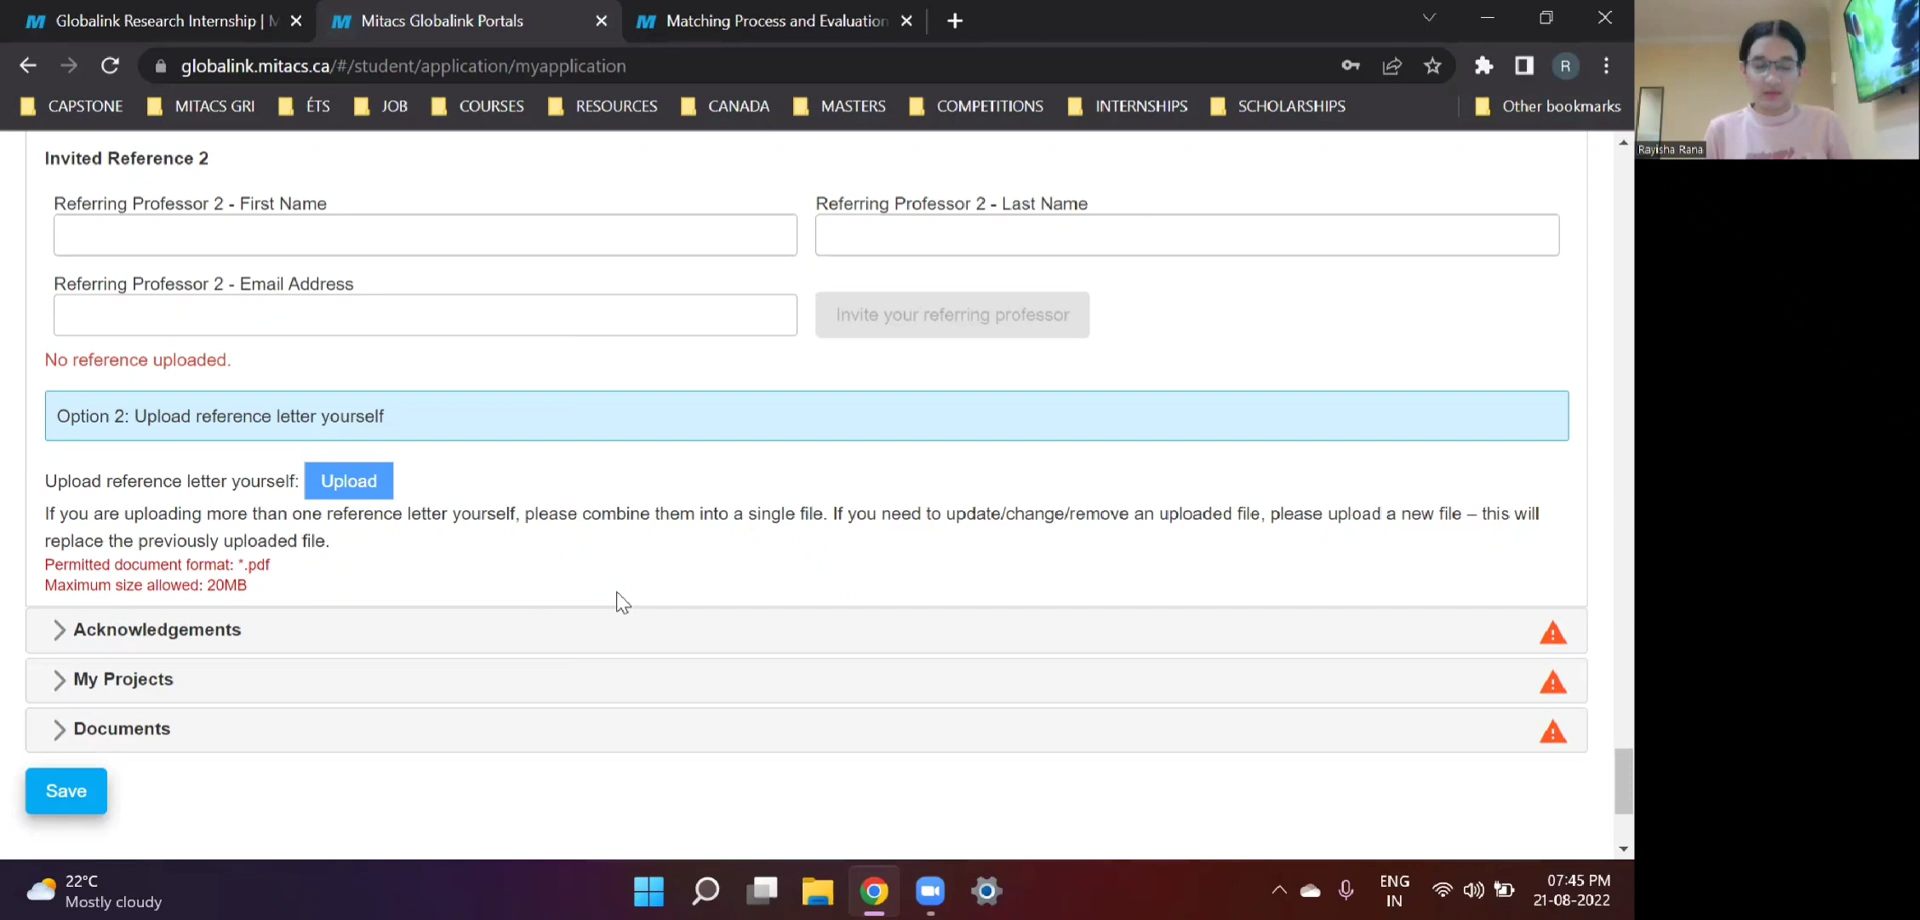 Globalink Research Internship | M
Mitacs Globalink Portals
Matching Process and Evaluation
globalink.mitacs.ca/#/student/application/myapplication
R
CAPSTONE
MITACS GRI
ÉTS
JOB
COURSES
RESOURCES
CANADA
MASTERS
COMPETITIONS
INTERNSHIPS
SCHOLARSHIPS
Other bookmarks
Rayisha Rana
Invited Reference 2
Referring Professor 2 - First Name
Referring Professor 2 - Last Name
Referring Professor 2 - Email Address
Invite your referring professor
No reference uploaded.
Option 2: Upload reference letter yourself
Upload reference letter yourself: Upload
If you are uploading more than one reference letter yourself, please combine them into a single file. If you need to update/change/remove an uploaded file, please upload a new file – this will
replace the previously uploaded file.
Permitted document format: *.pdf
Maximum size allowed: 20MB
Acknowledgements
My Projects
Documents
Save
22°C
Mostly cloudy
ENG
IN
07:45 PM
21-08-2022